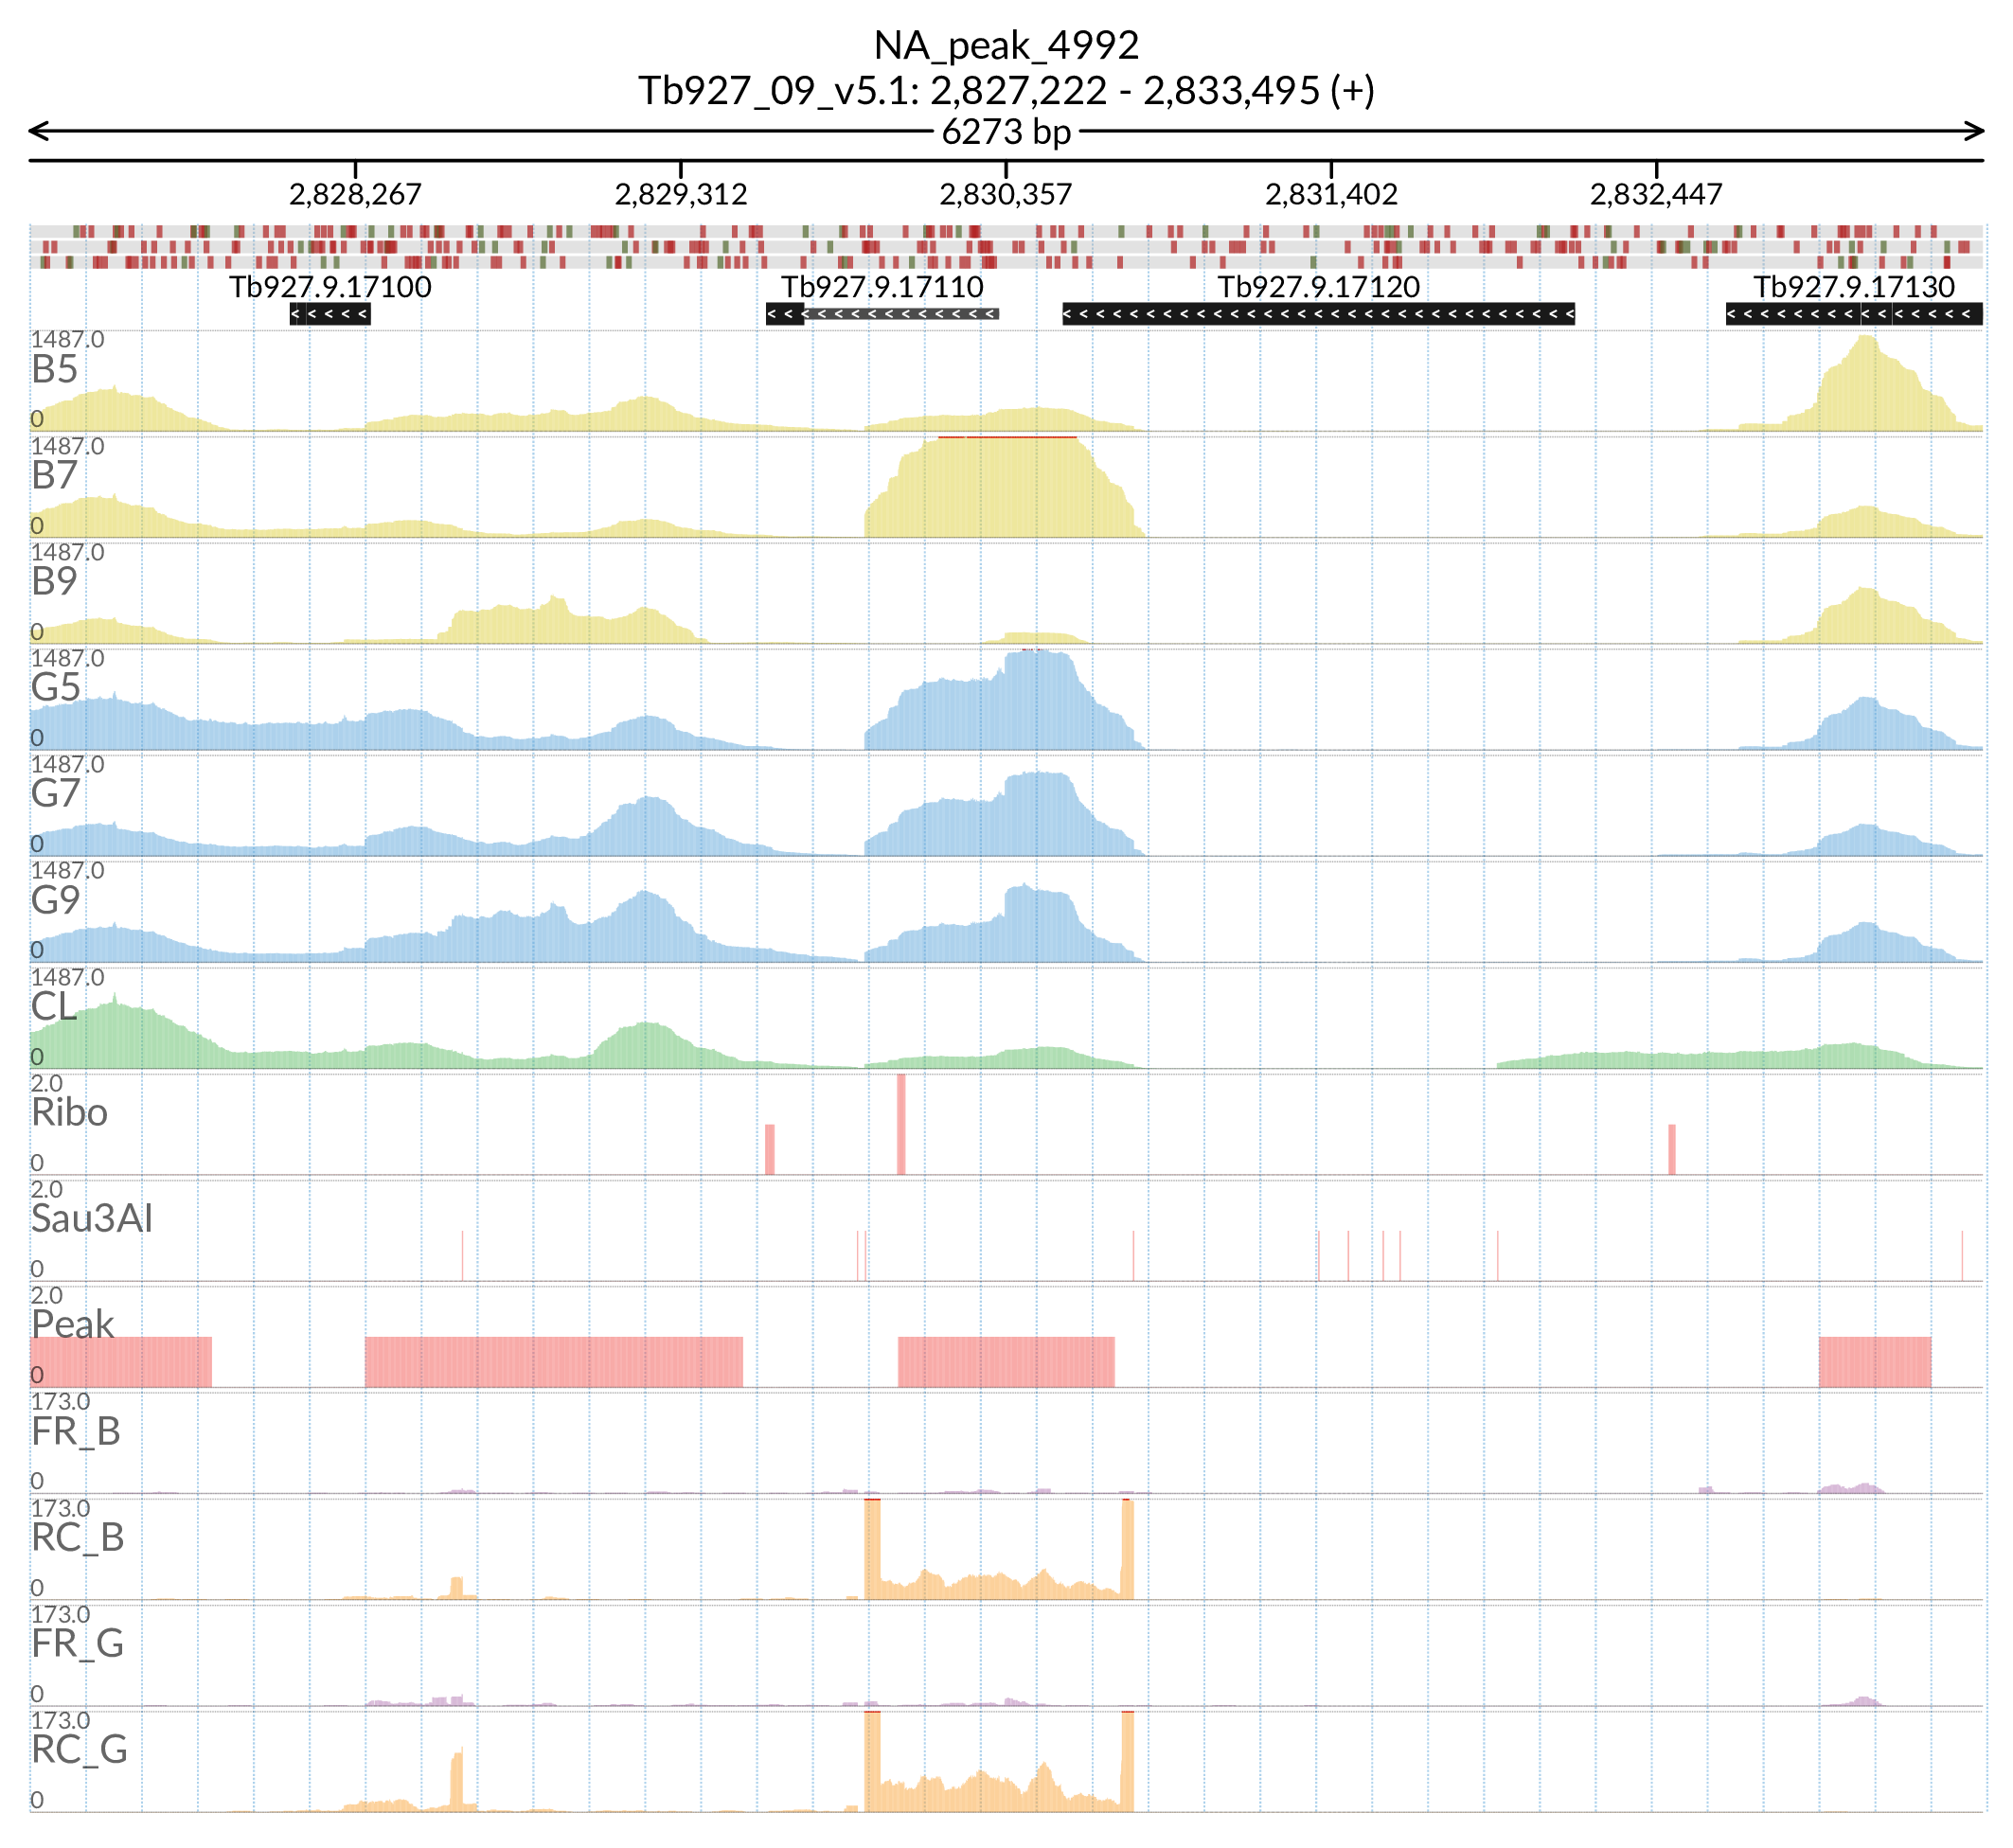 NA_peak_4992
Tb927_09_v5.1: 2,827,222 - 2,833,495 (+)
6273 bp
2,828,267 2,829,312 2,830,357 2,831,402 2,832,447
Tb927.9.17100 Tb927.9.17110 Tb927.9.17120 Tb927.9.17130
1487.0
B5
0
1487.0
B7
0
1487.0
B9
0
1487.0
G5
0
1487.0
G7
0
1487.0
G9
0
1487.0
CL
0
2.0
Ribo
0
2.0
Sau3AI
0
2.0
Peak
0
173.0
FR_B
0
173.0
RC_B
0
173.0
FR_G
0
173.0
RC_G
0